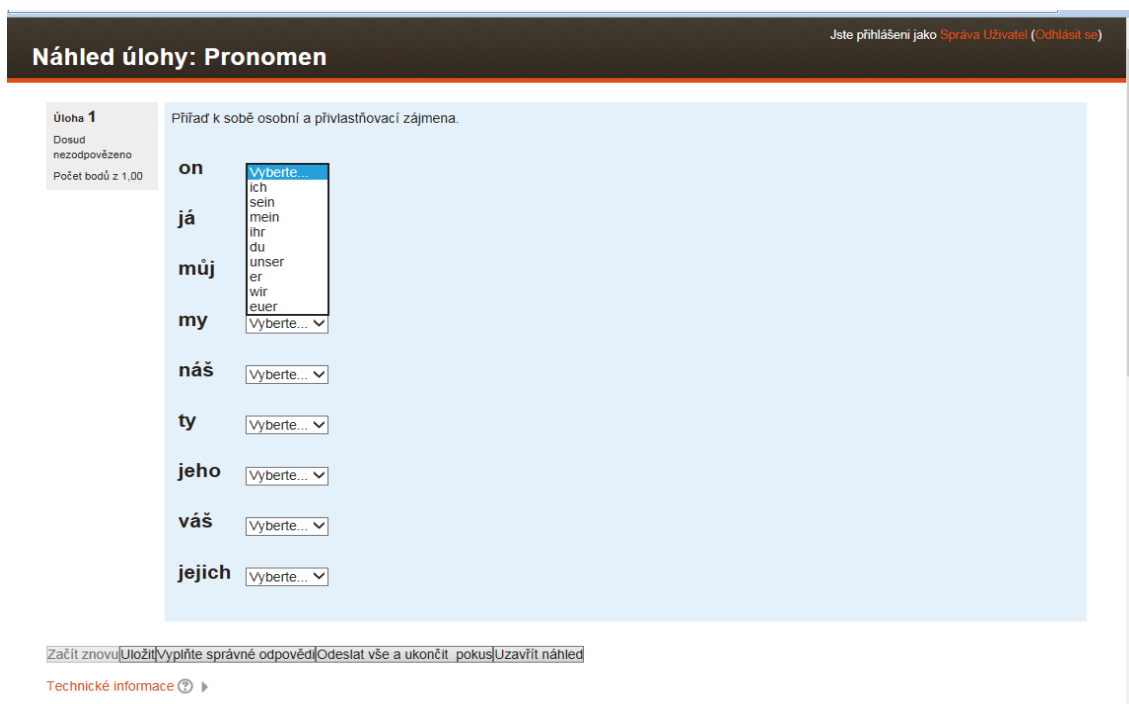 Jste přihlášeni jako Správa Uživatel (Odhlásit se)
Náhled úlohy: Pronomen
Úloha 1
Dosud
nezodpovězeno
Počet bodů z 1,00
Přiřaď k sobě osobní a přivlastňovací zájmena.
on
Vyberte...
ich
sein
mein
ihr
du
unser
er
wir
euer
já
můj
my Vyberte...
náš Vyberte...
ty Vyberte...
jeho Vyberte...
váš Vyberte...
jejich Vyberte...
Začít znovu Uložit Vyplňte správné odpovědi Odeslat vše a ukončit pokus Uzavřít náhled
Technické informace ?